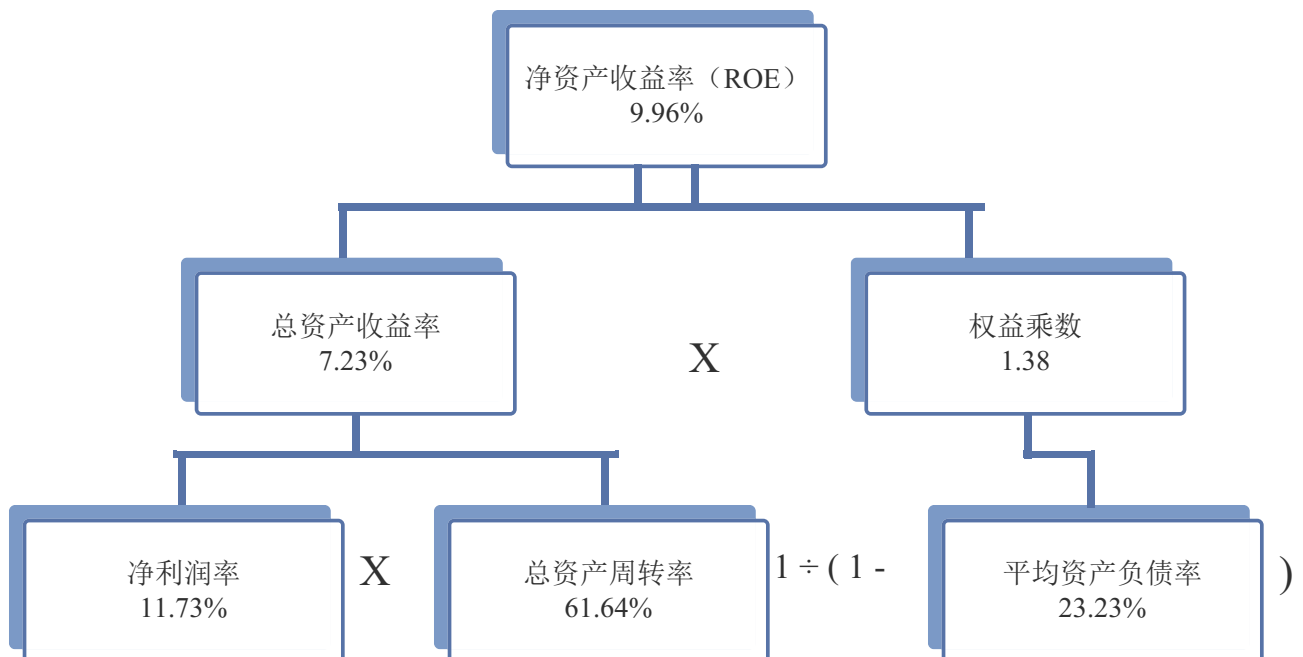 净资产收益率（ROE）
9.96%
总资产收益率
7.23%
X
权益乘数
1.38
净利润率
11.73%
X
总资产周转率
61.64%
1 ÷ ( 1 -
平均资产负债率
23.23%
)